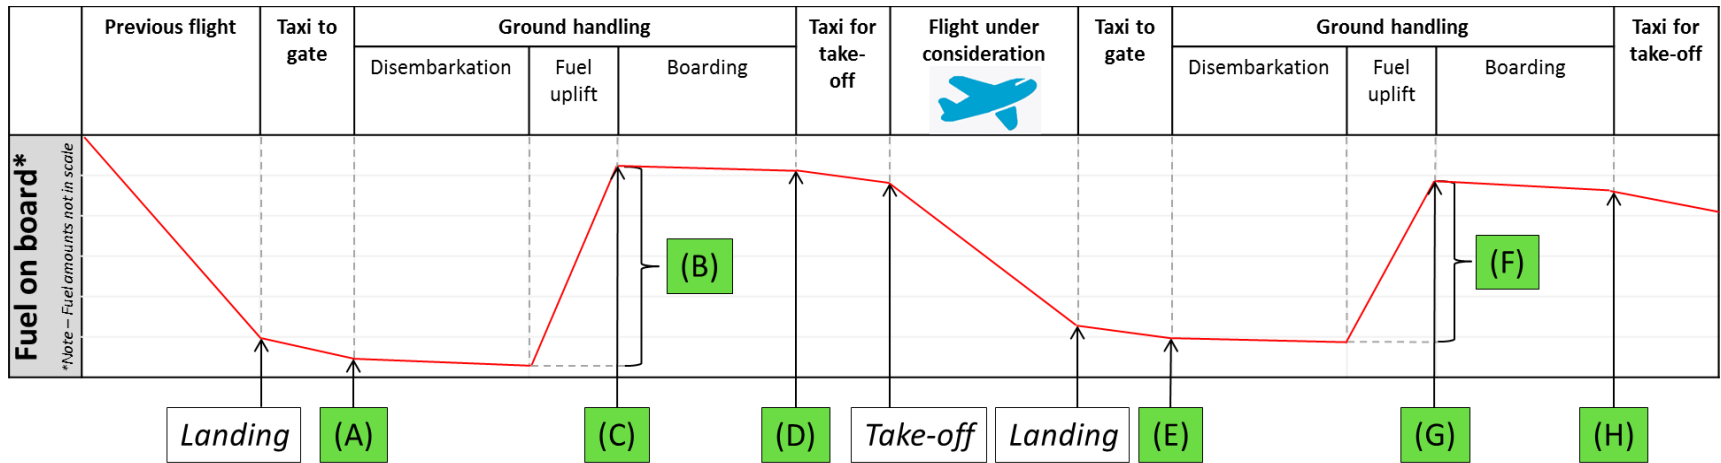 Previous flight
Taxi to
gate
Ground handling
Disembarkation
Fuel
uplift
Boarding
Taxi for
take-
off
Flight under
consideration
Taxi to
gate
Ground handling
Disembarkation
Fuel
uplift
Boarding
Taxi for
take-off
Fuel on board*
*Note – Fuel amounts not in scale
(B)
(F)
Landing
(A)
(C)
(D)
Take-off
Landing
(E)
(G)
(H)